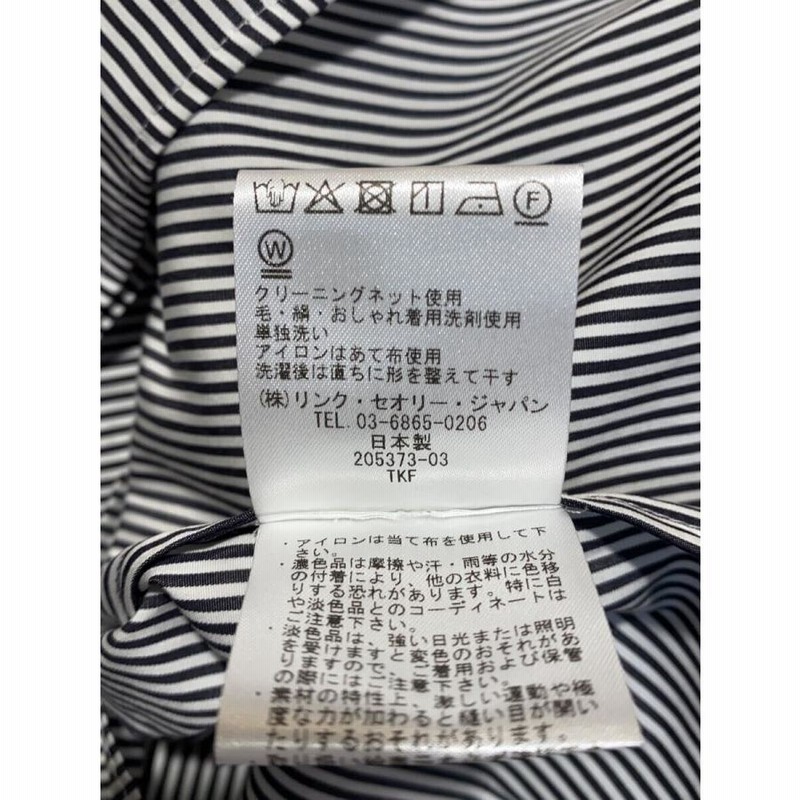 F
W
クリーニングネット使用
毛・絹・おしゃれ着用洗剤使用
単独洗い
アイロンはあて布使用
洗濯後は直ちに形を整えて干す
(株)リンク・セオリー・ジャパン
TEL. 03-6865-0206
日本製
205373-03
TKF
・アイロンは当て布を使用して下
さい。
・濃色品は摩擦や汗・雨等の水分
の付着により、他の衣料に色移
りする恐れがあります。特に白
や淡色品とのコーディネートは
ご注意下さい。
・淡色品は、強い日光または照明
を受けますと変色のおそれがあ
りますので、ご着用および保管
の際にはご注意下さい。
・素材の特性上、激しい運動や極
度な力が加わると縫い目が開い
たりするおそれがあります。